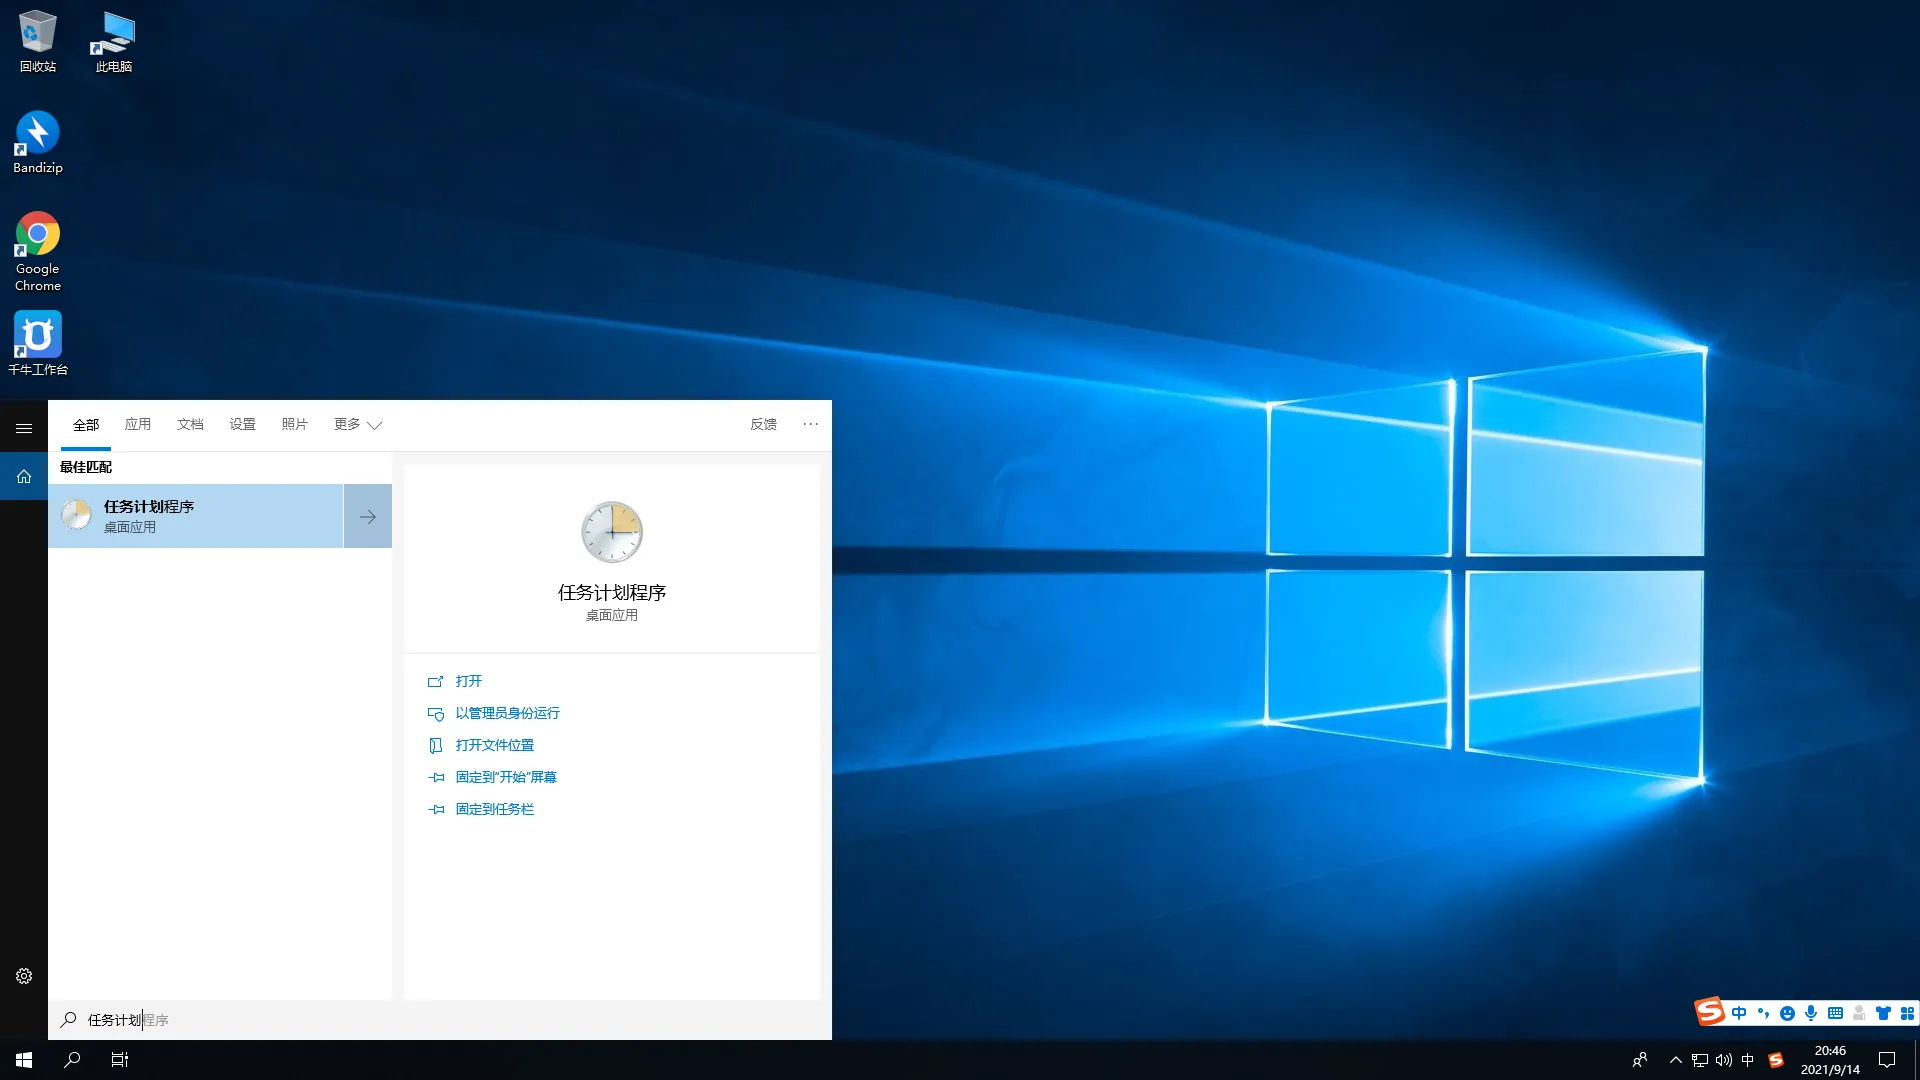 回收站
此电脑
Bandizip
Google
Chrome
千牛工作台
全部
应用
文档
设置
照片
更多
反馈
最佳匹配
任务计划程序
桌面应用
任务计划程序
桌面应用
打开
以管理员身份运行
打开文件位置
固定到"开始"屏幕
固定到任务栏
任务计划程序
中
中
20:46
2021/9/14